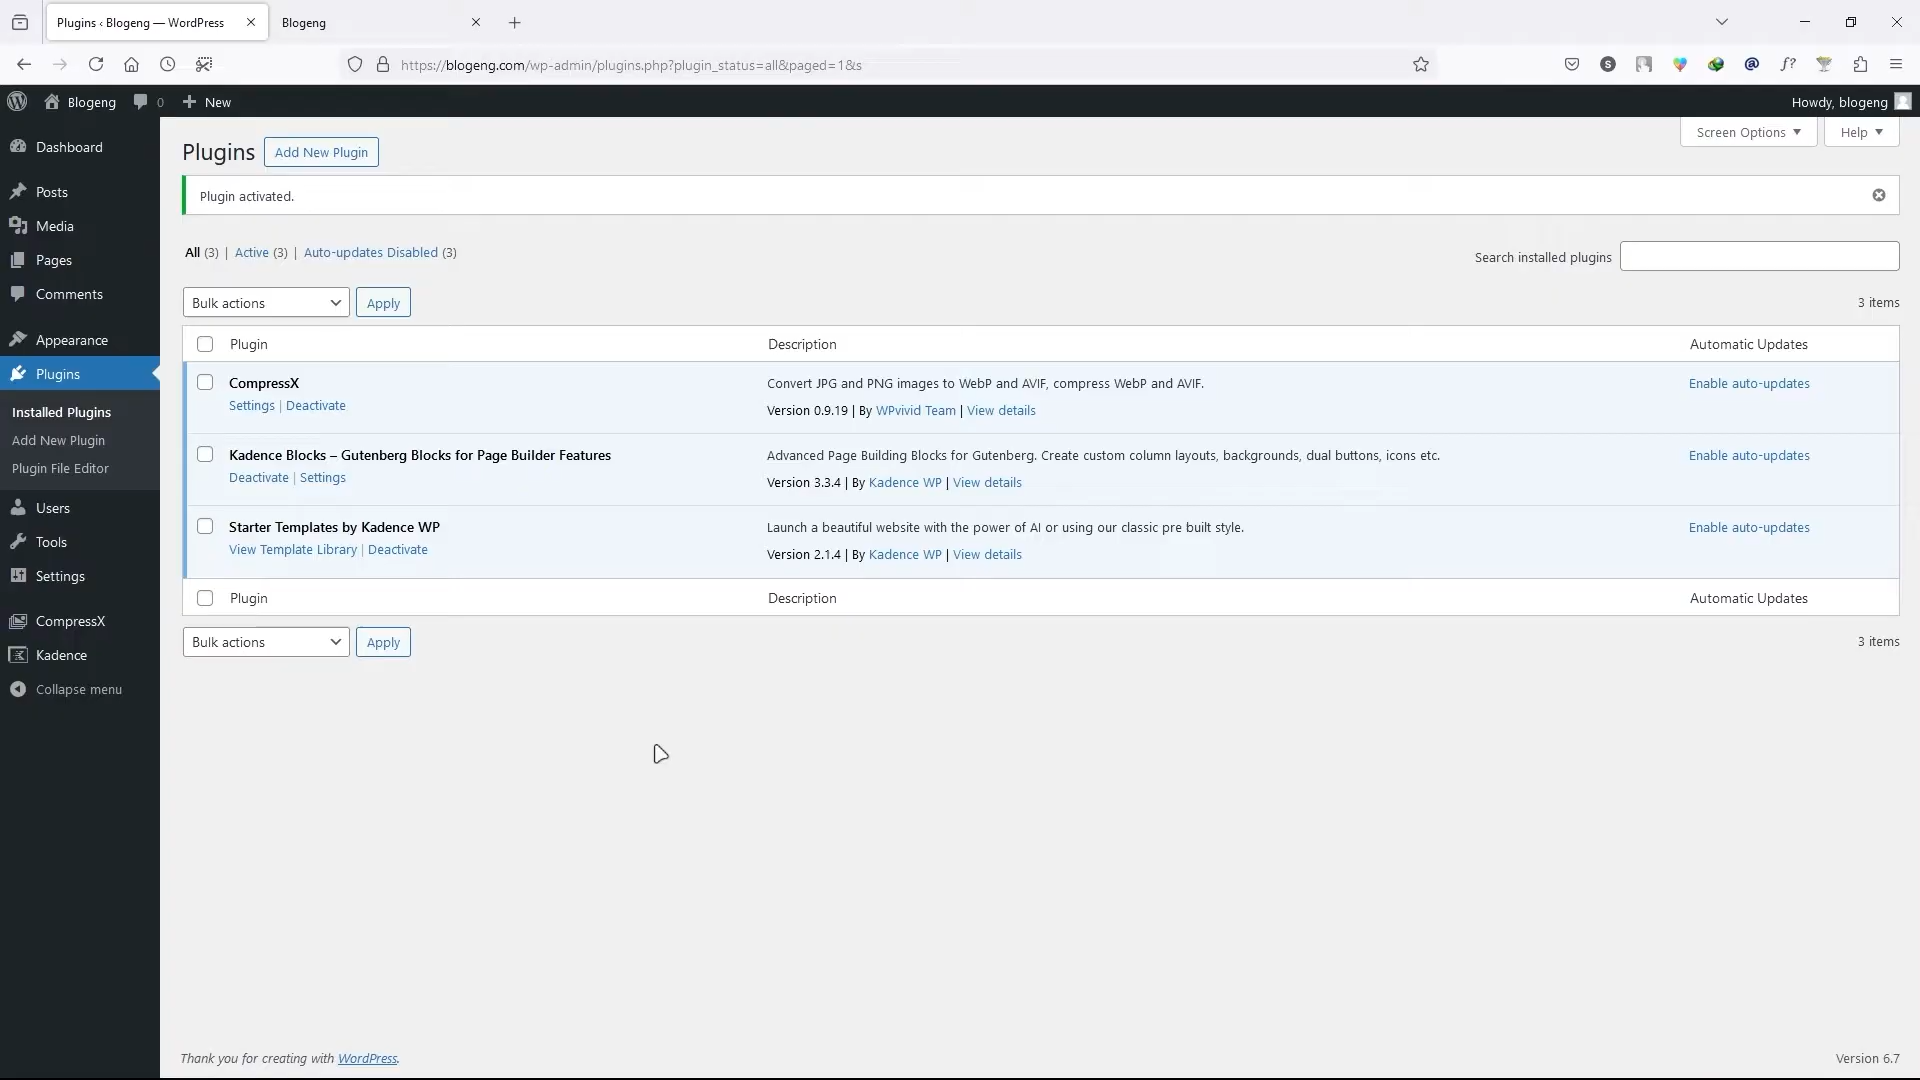 Plugins ‹ Blogeng — WordPress
Blogeng
https://blogeng.com/wp-admin/plugins.php?plugin_status=all&paged=1&s
Blogeng
0
New
Howdy, blogeng
Screen Options
Help
Dashboard
Posts
Media
Pages
Comments
Appearance
Plugins
Installed Plugins
Add New Plugin
Plugin File Editor
Users
Tools
Settings
CompressX
Kadence
Collapse menu
Plugins
Add New Plugin
Plugin activated.
All (3) | Active (3) | Auto-updates Disabled (3)
Search installed plugins
Bulk actions
Apply
3 items
Plugin Description Automatic Updates
CompressX
Settings | Deactivate
Convert JPG and PNG images to WebP and AVIF, compress WebP and AVIF.
Version 0.9.19 | By WPvivid Team | View details
Enable auto-updates
Kadence Blocks – Gutenberg Blocks for Page Builder Features
Deactivate | Settings
Advanced Page Building Blocks for Gutenberg. Create custom column layouts, backgrounds, dual buttons, icons etc.
Version 3.3.4 | By Kadence WP | View details
Enable auto-updates
Starter Templates by Kadence WP
View Template Library | Deactivate
Launch a beautiful website with the power of AI or using our classic pre built style.
Version 2.1.4 | By Kadence WP | View details
Enable auto-updates
Plugin Description Automatic Updates
Bulk actions
Apply
3 items
Thank you for creating with WordPress.
Version 6.7